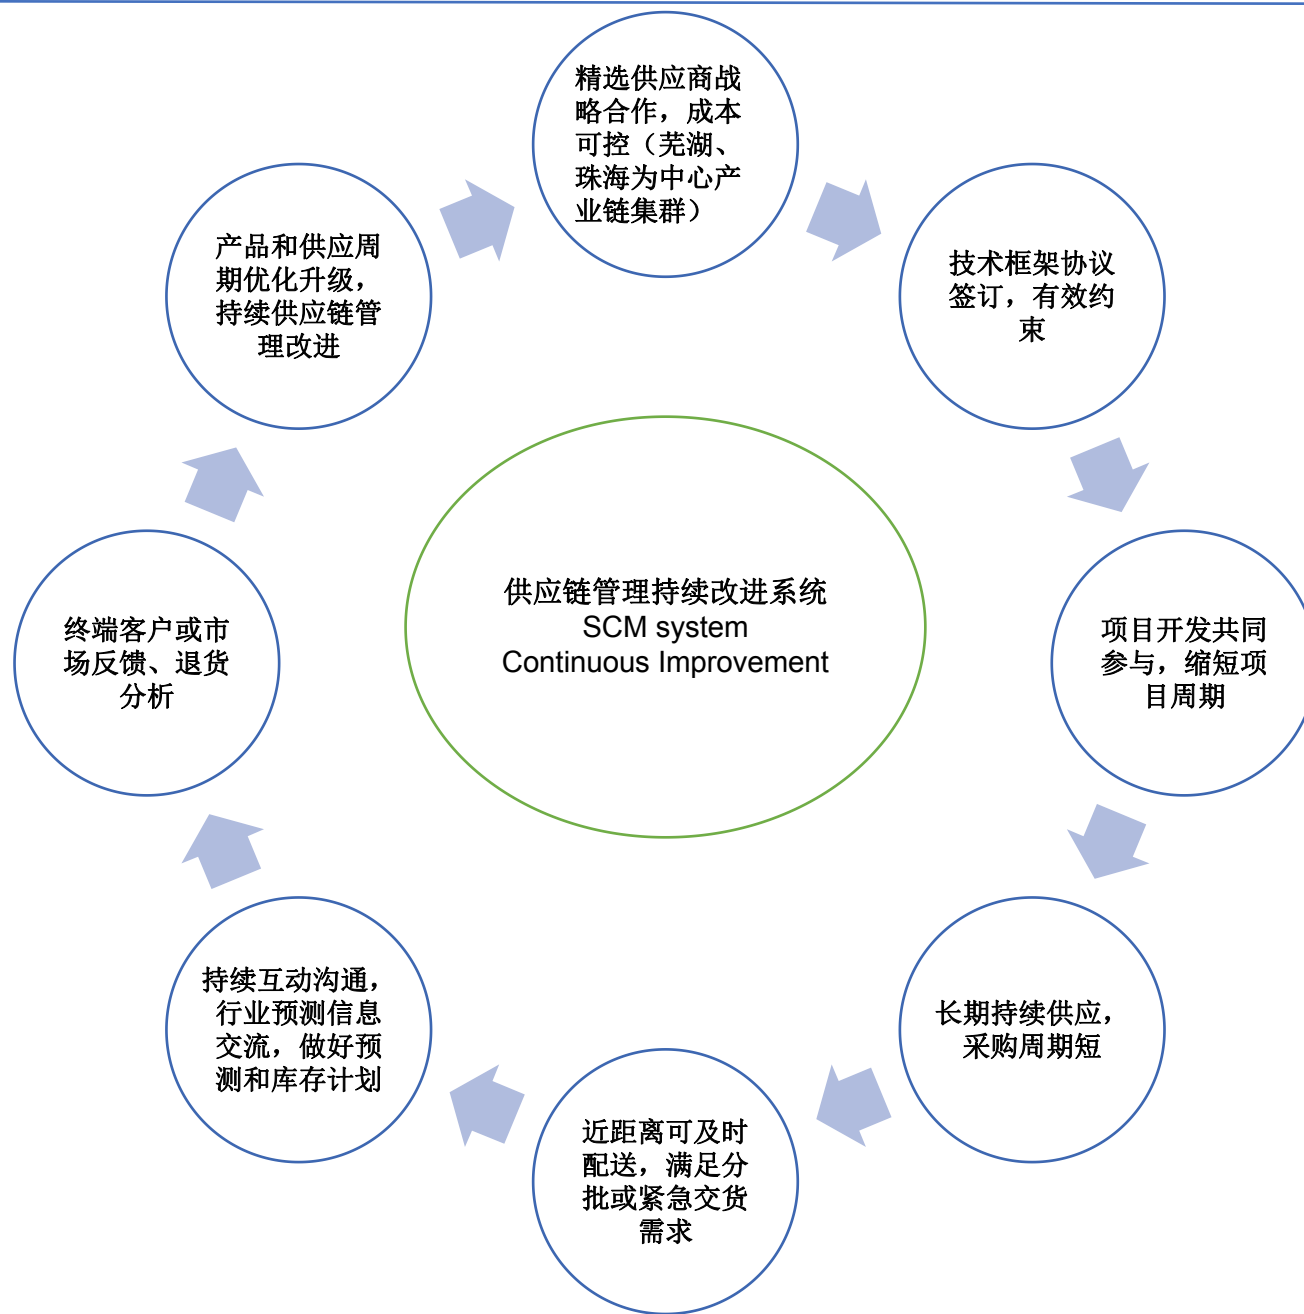 精选供应商战
略合作，成本
可控（芜湖、
珠海为中心产
业链集群）
技术框架协议
签订，有效约
束
项目开发共同
参与，缩短项
目周期
长期持续供应，
采购周期短
近距离可及时
配送，满足分
批或紧急交货
需求
持续互动沟通，
行业预测信息
交流，做好预
测和库存计划
终端客户或市
场反馈、退货
分析
产品和供应周
期优化升级，
持续供应链管
理改进
供应链管理持续改进系统
SCM system
Continuous Improvement